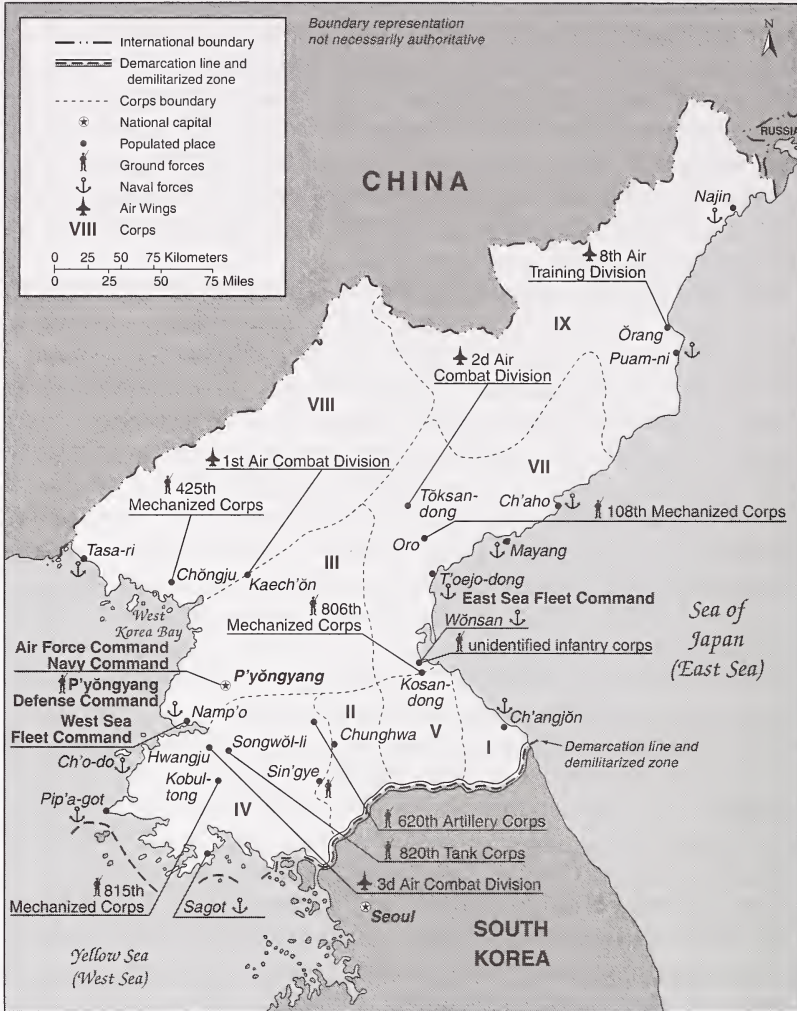 Boundary representation
not necessarily authoritative
N
International boundary
Demarcation line and
demilitarized zone
Corps boundary
National capital
Populated place
Ground forces
Naval forces
Air Wings
VIII Corps
0 25 50 75 Kilometers
0 25 50 75 Miles
CHINA
RUSSIA
Najin
8th Air
Training Division
IX
Ŏrang
Puam-ni
2d Air
Combat Division
VIII
VII
1st Air Combat Division
425th
Mechanized Corps
Tŏksan-
dong
Ch'aho
108th Mechanized Corps
Oro
Mayang
Tasa-ri
Chŏngju
Kaech'ŏn
III
T'oejo-dong
East Sea Fleet Command
806th
Mechanized Corps
West
Korea Bay
Wŏnsan
unidentified infantry corps
Sea of
Japan
(East Sea)
Air Force Command
Navy Command
P'yŏngyang
P'yŏngyang
Defense Command
Kosan-
dong
Namp'o
West Sea
Fleet Command
II
Chunghwa
V
I
Ch'angjŏn
Demarcation line and
demilitarized zone
Ch'o-do
Hwangju
Songwŏl-li
Kobul-
tong
Sin'gye
Pip'a-got
IV
620th Artillery Corps
820th Tank Corps
3d Air Combat Division
815th
Mechanized Corps
Sagot
Seoul
SOUTH
KOREA
Yellow Sea
(West Sea)